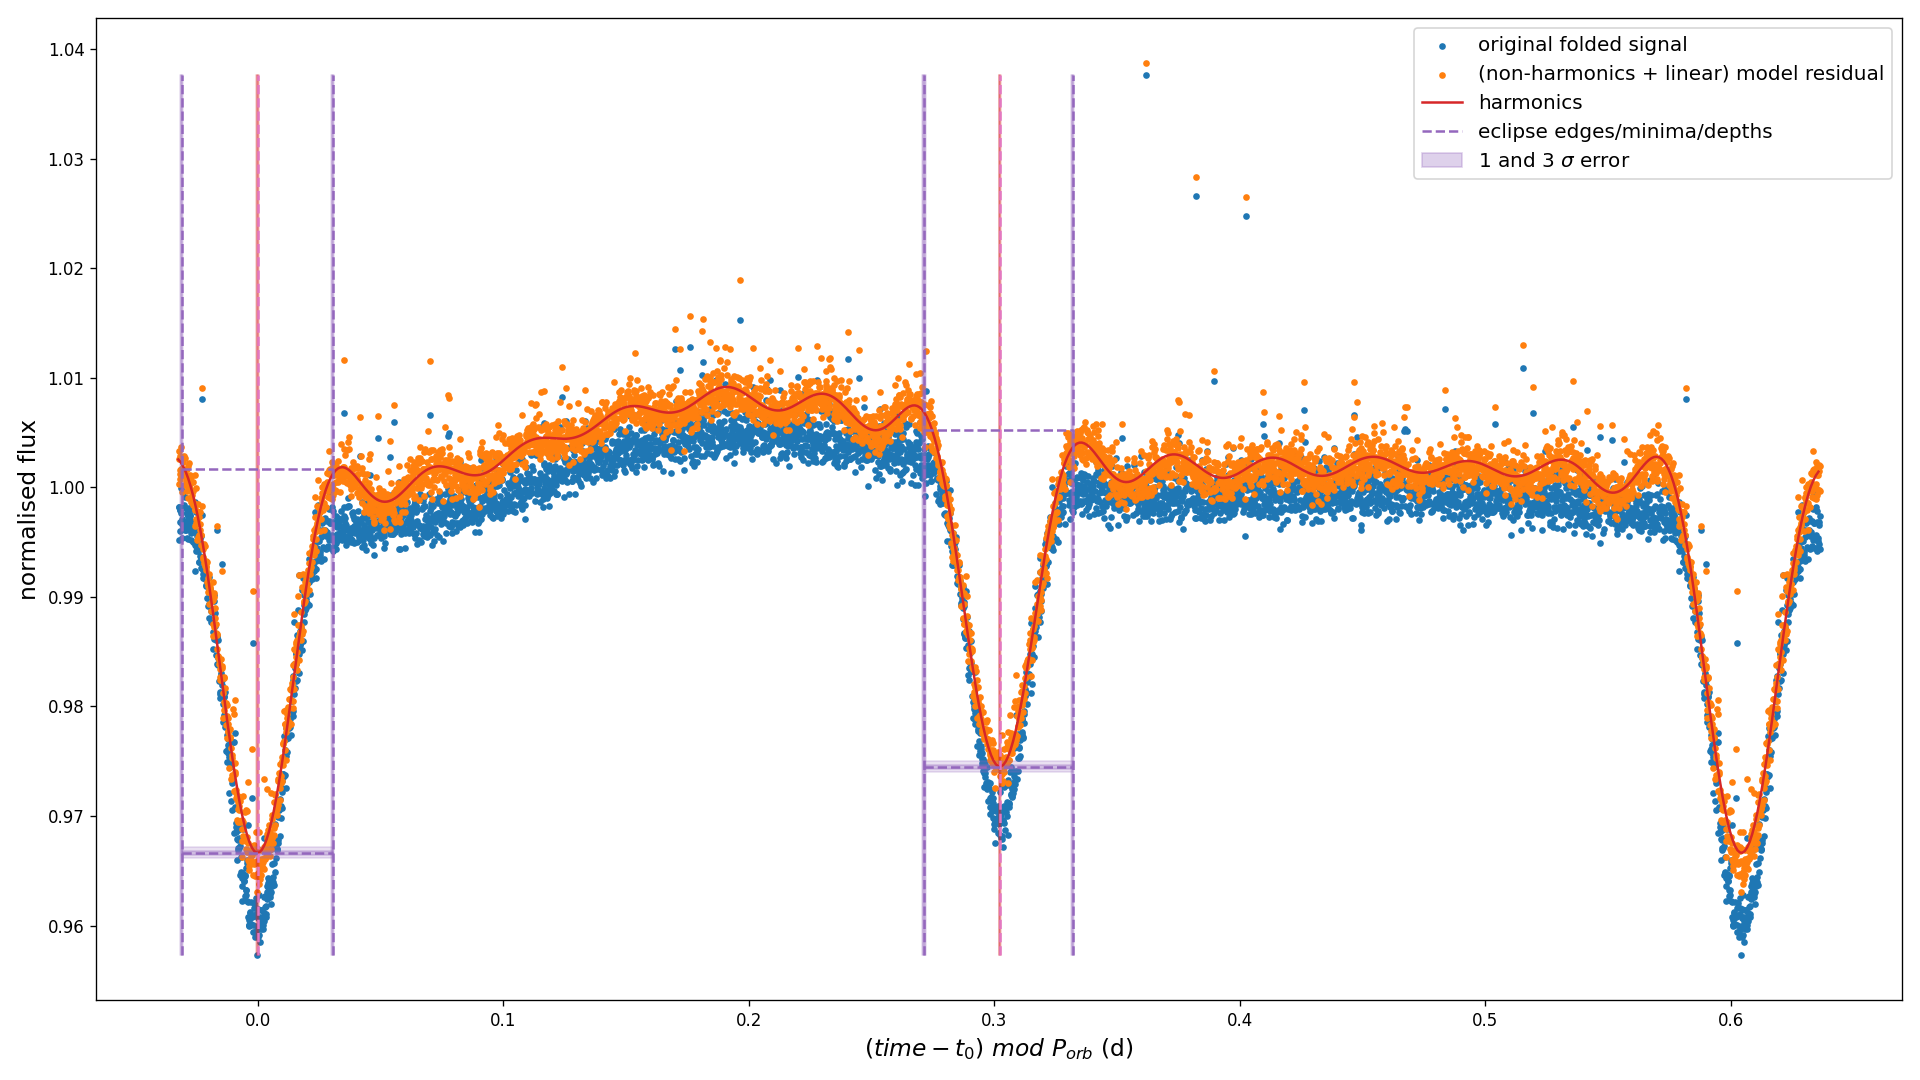 original folded signal
(non-harmonics + linear) model residual
harmonics
eclipse edges/minima/depths
1 and 3 σ error
normalised flux
1.04
1.03
1.02
1.01
1.00
0.99
0.98
0.97
0.96
0.0 0.1 0.2 0.3 0.4 0.5 0.6
(time − t₀) mod P_orb (d)